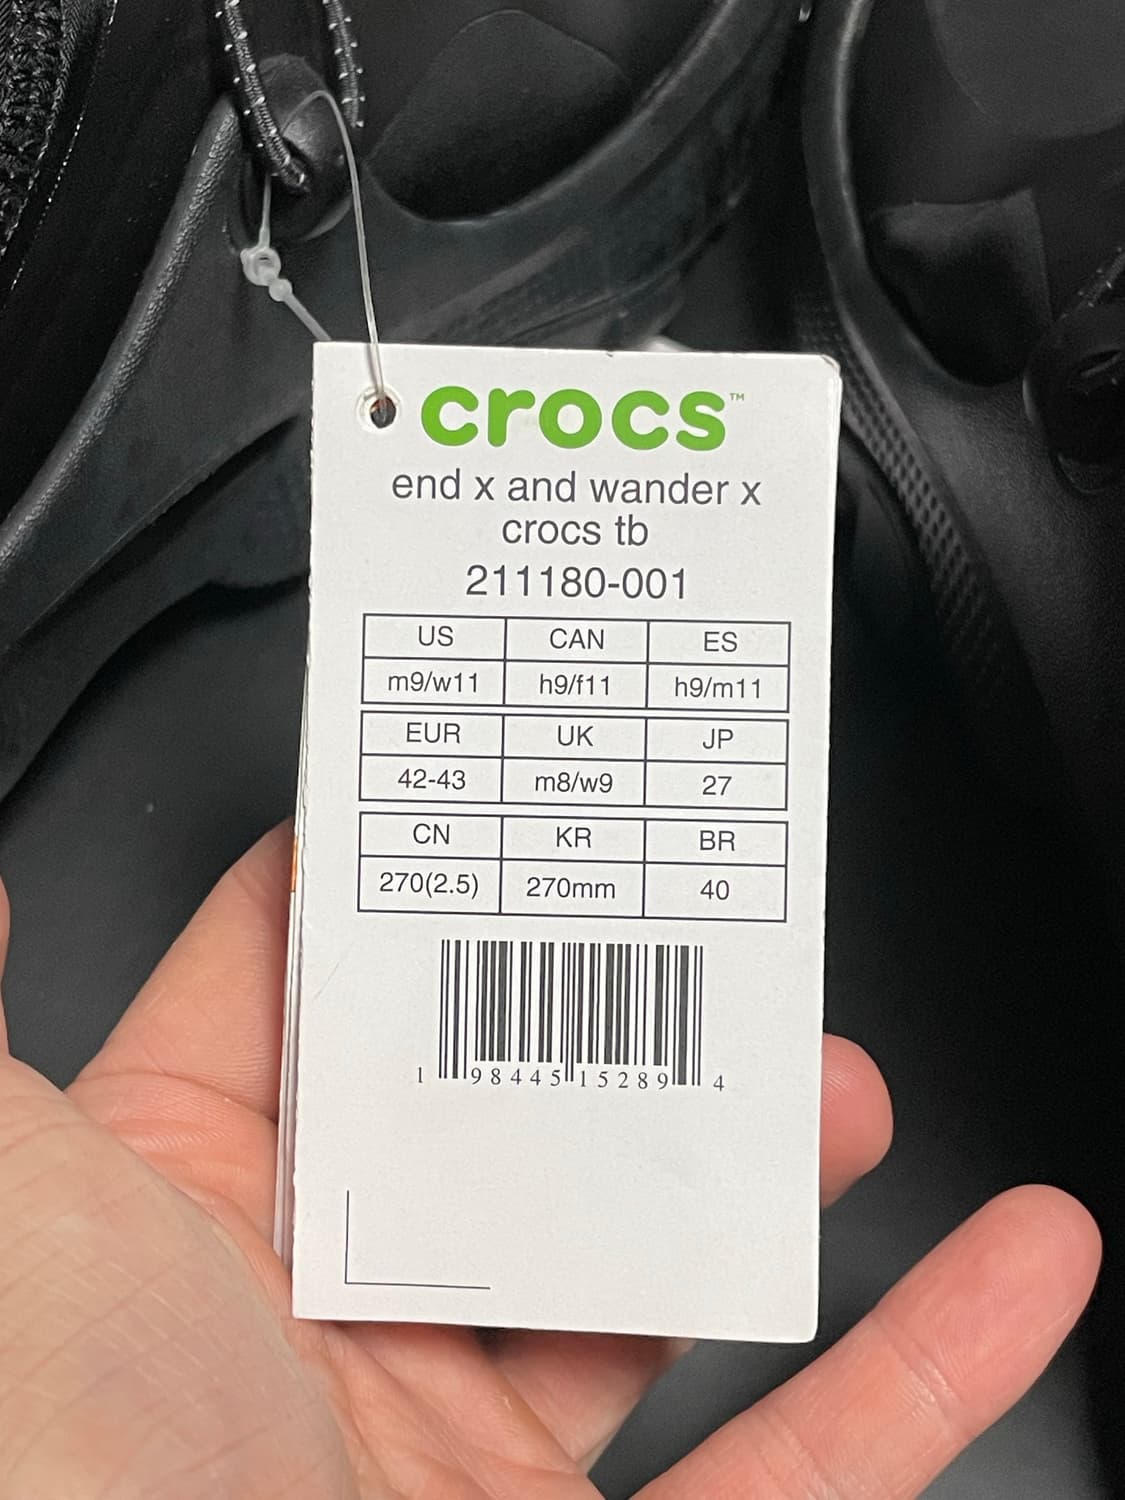 crocs™
end x and wander x
crocs tb
211180-001
US CAN ES
m9/w11 h9/f11 h9/m11
EUR UK JP
42-43 m8/w9 27
CN KR BR
270(2.5) 270mm 40
1 98445 15289 4